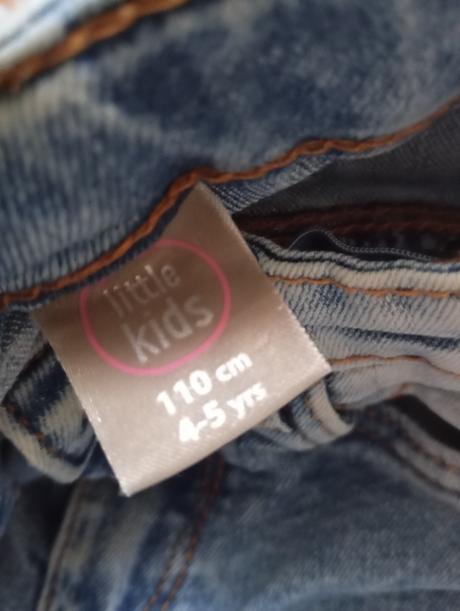 little
kids
110 cm
4-5 yrs